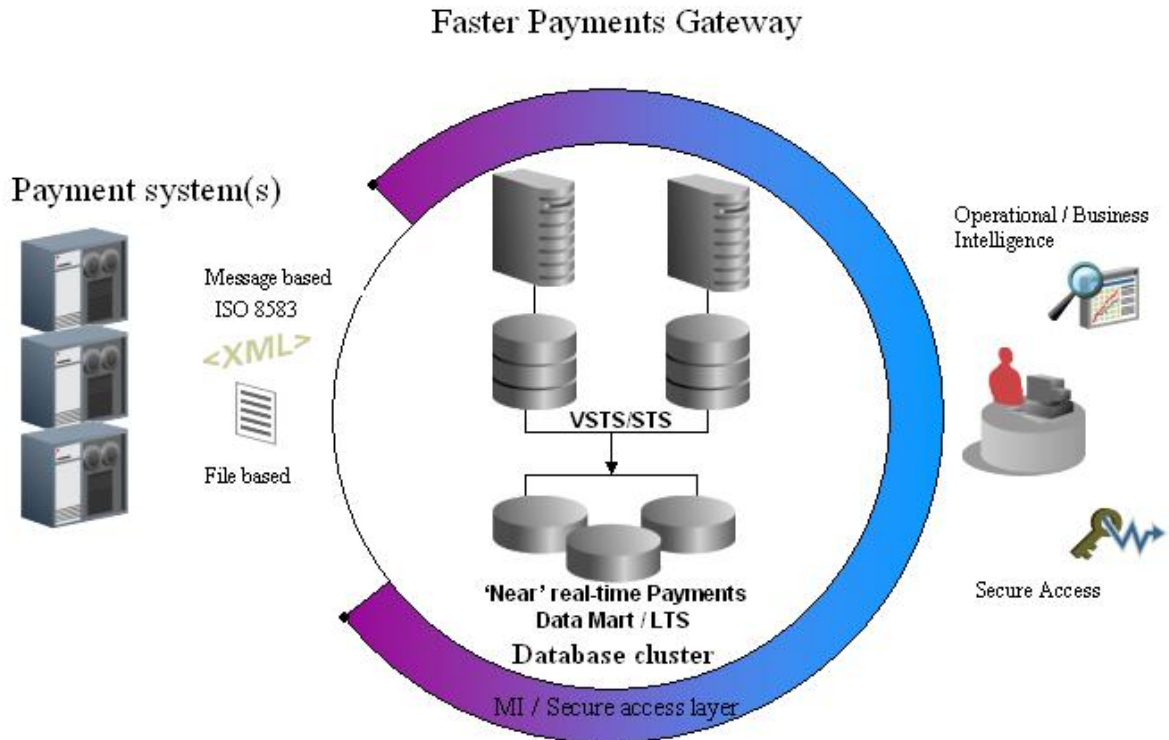 Faster Payments Gateway
Payment system(s)
Message based
ISO 8583
<XML>
File based
VSTS/STS
'Near' real-time Payments
Data Mart / LTS
Database cluster
MI / Secure access layer
Operational / Business
Intelligence
Secure Access